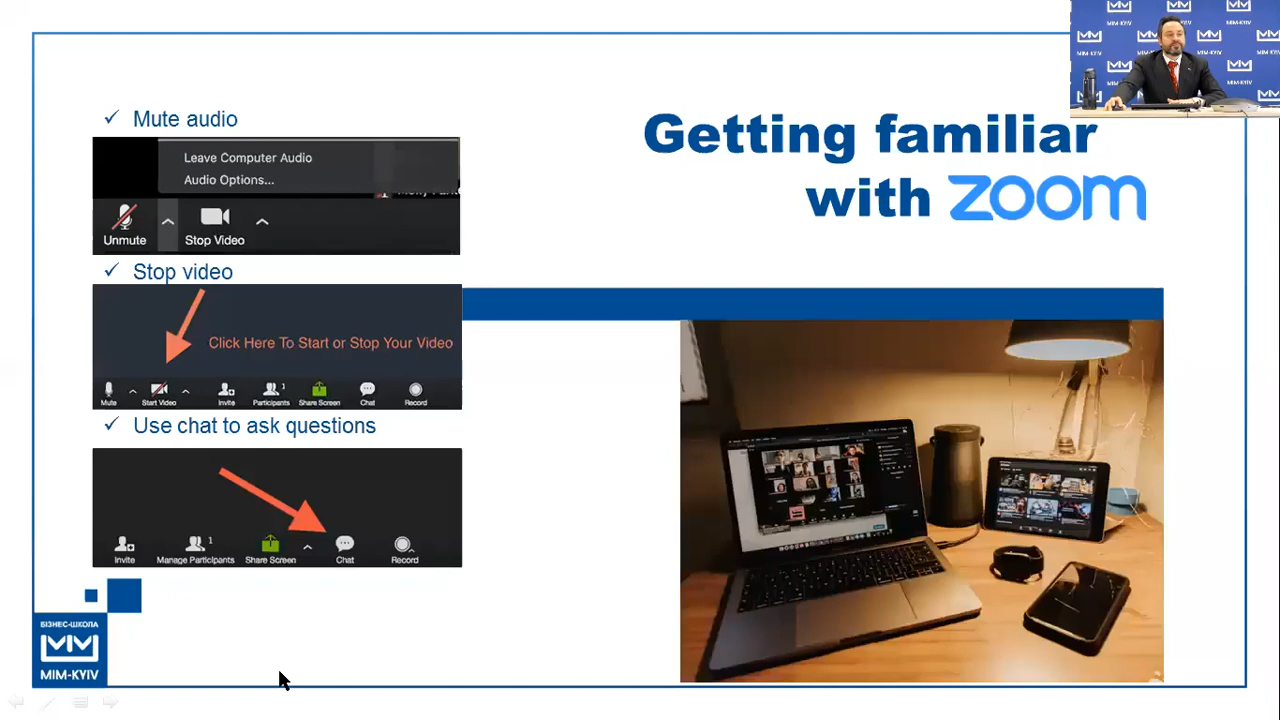 Getting familiar
with zoom
Mute audio
Leave Computer Audio
Audio Options...
Unmute
Stop Video
Stop video
Click Here To Start or Stop Your Video
Mute
Start Video
Invite
1
Participants
Share Screen
Chat
Record
Use chat to ask questions
Invite
1
Manage Participants
Share Screen
Chat
Record
БІЗНЕС-ШКОЛА
MIM-KYIV